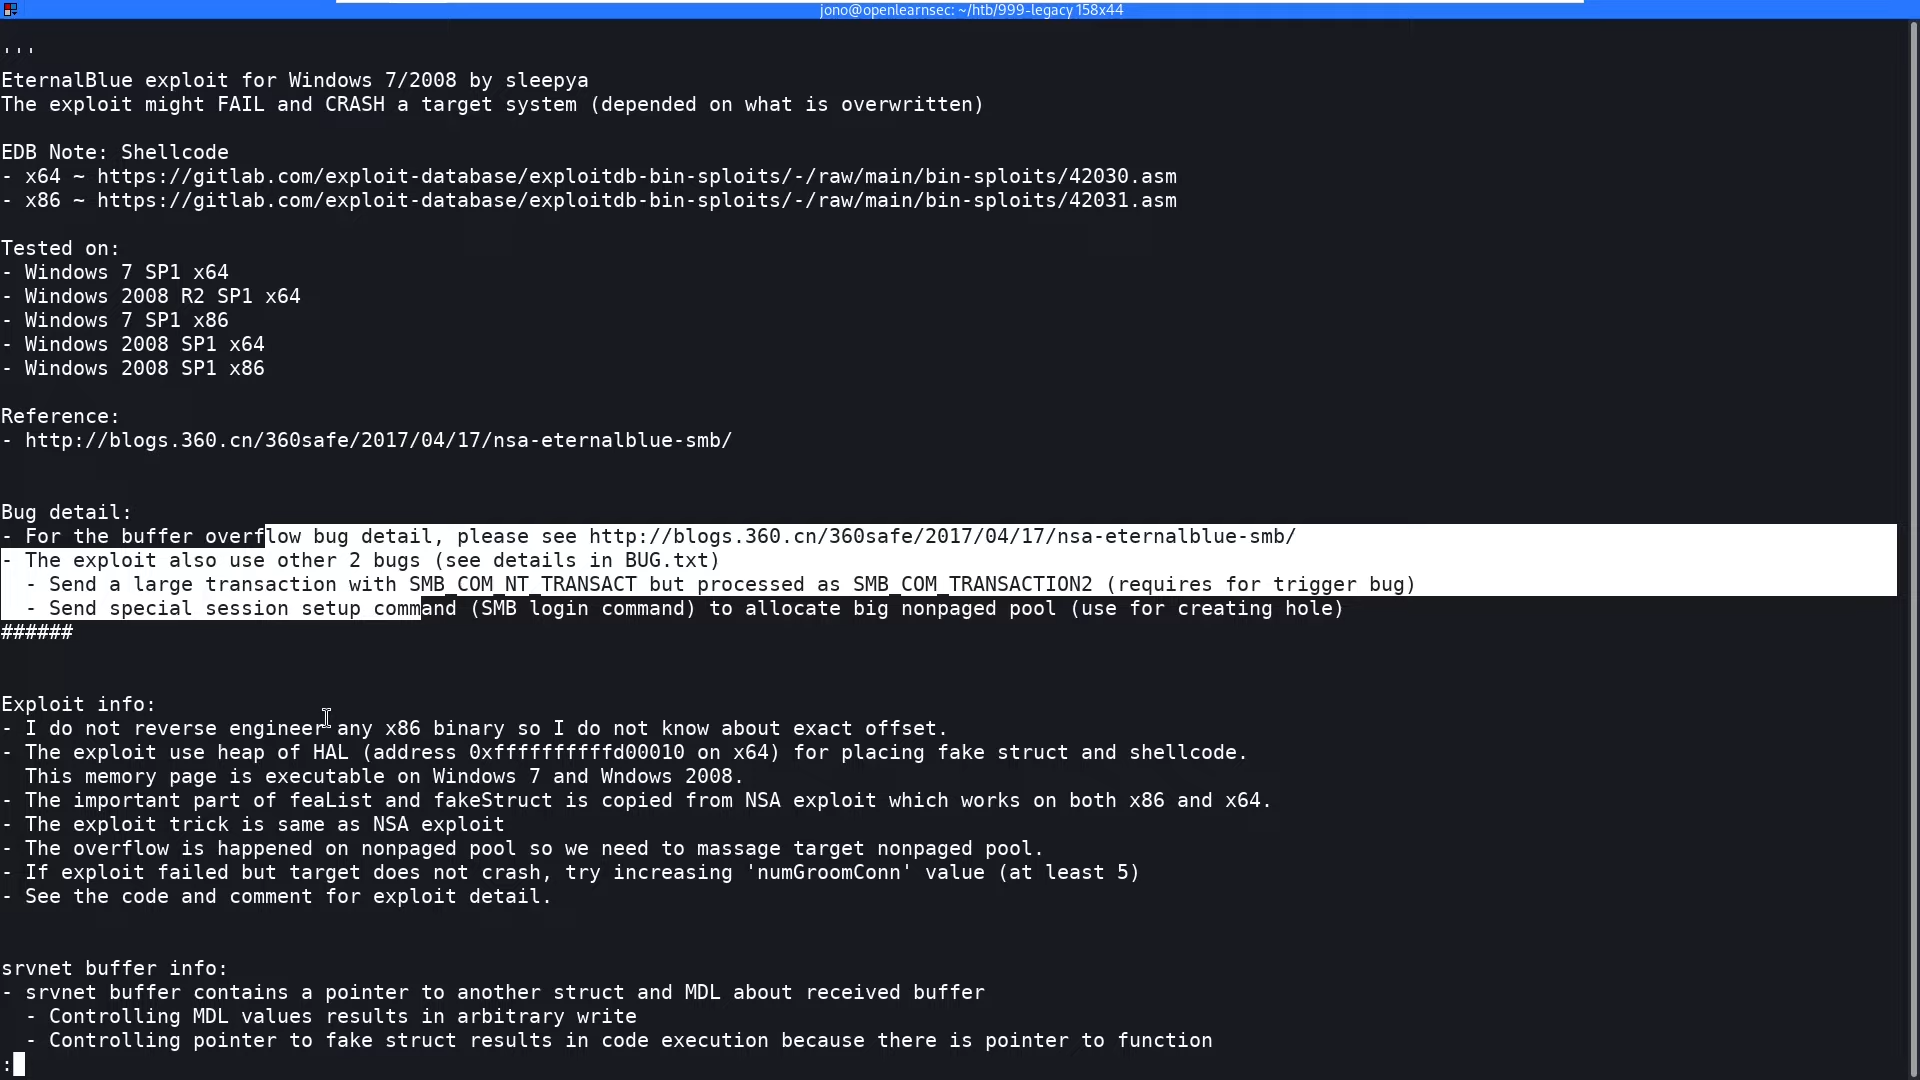 jono@openlearnsec: ~/htb/999-legacy 158x44
'''
EternalBlue exploit for Windows 7/2008 by sleepya
The exploit might FAIL and CRASH a target system (depended on what is overwritten)
EDB Note: Shellcode
- x64 ~ https://gitlab.com/exploit-database/exploitdb-bin-sploits/-/raw/main/bin-sploits/42030.asm
- x86 ~ https://gitlab.com/exploit-database/exploitdb-bin-sploits/-/raw/main/bin-sploits/42031.asm
Tested on:
- Windows 7 SP1 x64
- Windows 2008 R2 SP1 x64
- Windows 7 SP1 x86
- Windows 2008 SP1 x64
- Windows 2008 SP1 x86
Reference:
- http://blogs.360.cn/360safe/2017/04/17/nsa-eternalblue-smb/
Bug detail:
- For the buffer overflow bug detail, please see http://blogs.360.cn/360safe/2017/04/17/nsa-eternalblue-smb/
- The exploit also use other 2 bugs (see details in BUG.txt)
  - Send a large transaction with SMB_COM_NT_TRANSACT but processed as SMB_COM_TRANSACTION2 (requires for trigger bug)
  - Send special session setup command (SMB login command) to allocate big nonpaged pool (use for creating hole)
######
Exploit info:
- I do not reverse engineer any x86 binary so I do not know about exact offset.
- The exploit use heap of HAL (address 0xffffffffffd00010 on x64) for placing fake struct and shellcode.
  This memory page is executable on Windows 7 and Wndows 2008.
- The important part of feaList and fakeStruct is copied from NSA exploit which works on both x86 and x64.
- The exploit trick is same as NSA exploit
- The overflow is happened on nonpaged pool so we need to massage target nonpaged pool.
- If exploit failed but target does not crash, try increasing 'numGroomConn' value (at least 5)
- See the code and comment for exploit detail.
srvnet buffer info:
- srvnet buffer contains a pointer to another struct and MDL about received buffer
  - Controlling MDL values results in arbitrary write
  - Controlling pointer to fake struct results in code execution because there is pointer to function
: